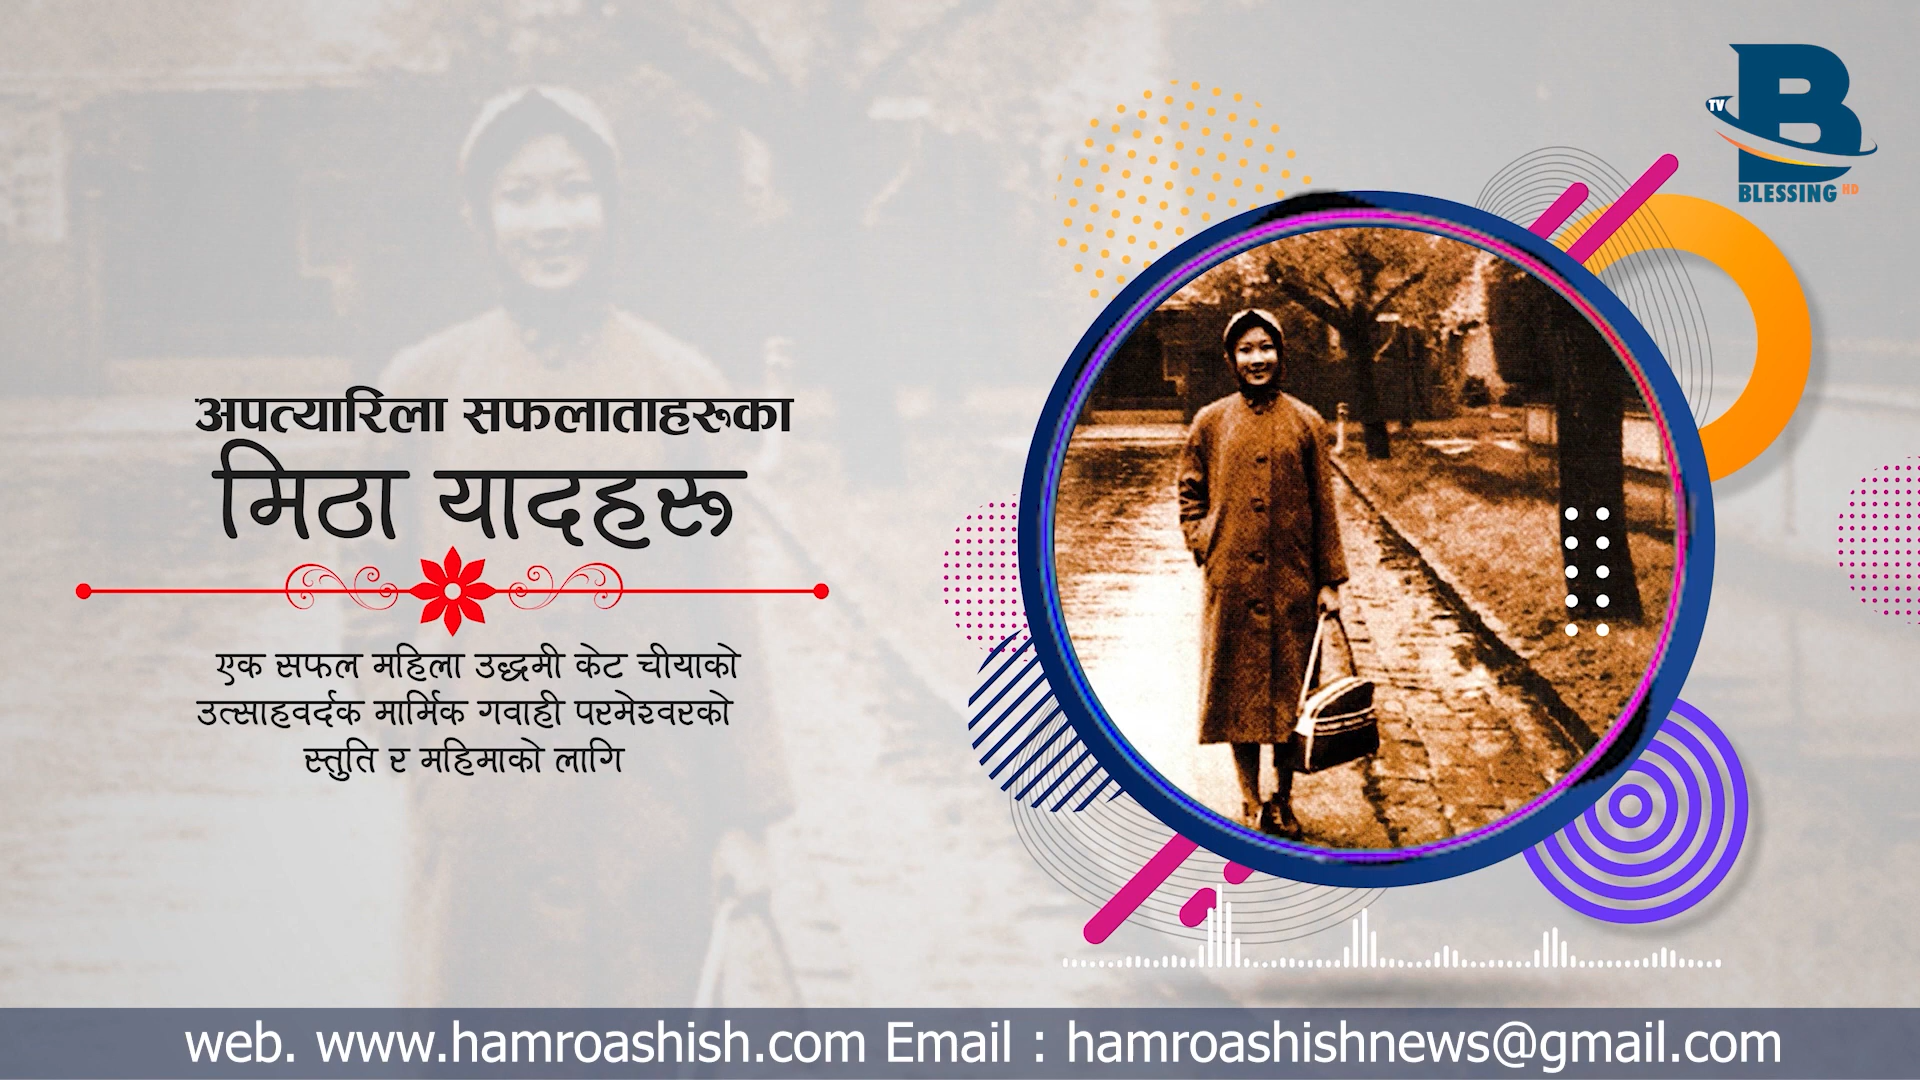 TV
B
BLESSING HD
अपत्यारिला सफलाताहरुका
मिठा यादहरू
एक सफल महिला उद्धमी केट चीयाको
उत्साहवर्दक मार्मिक गवाही परमेश्वरको
स्तुति र महिमाको लागि
web. www.hamroashish.com Email : hamroashishnews@gmail.com